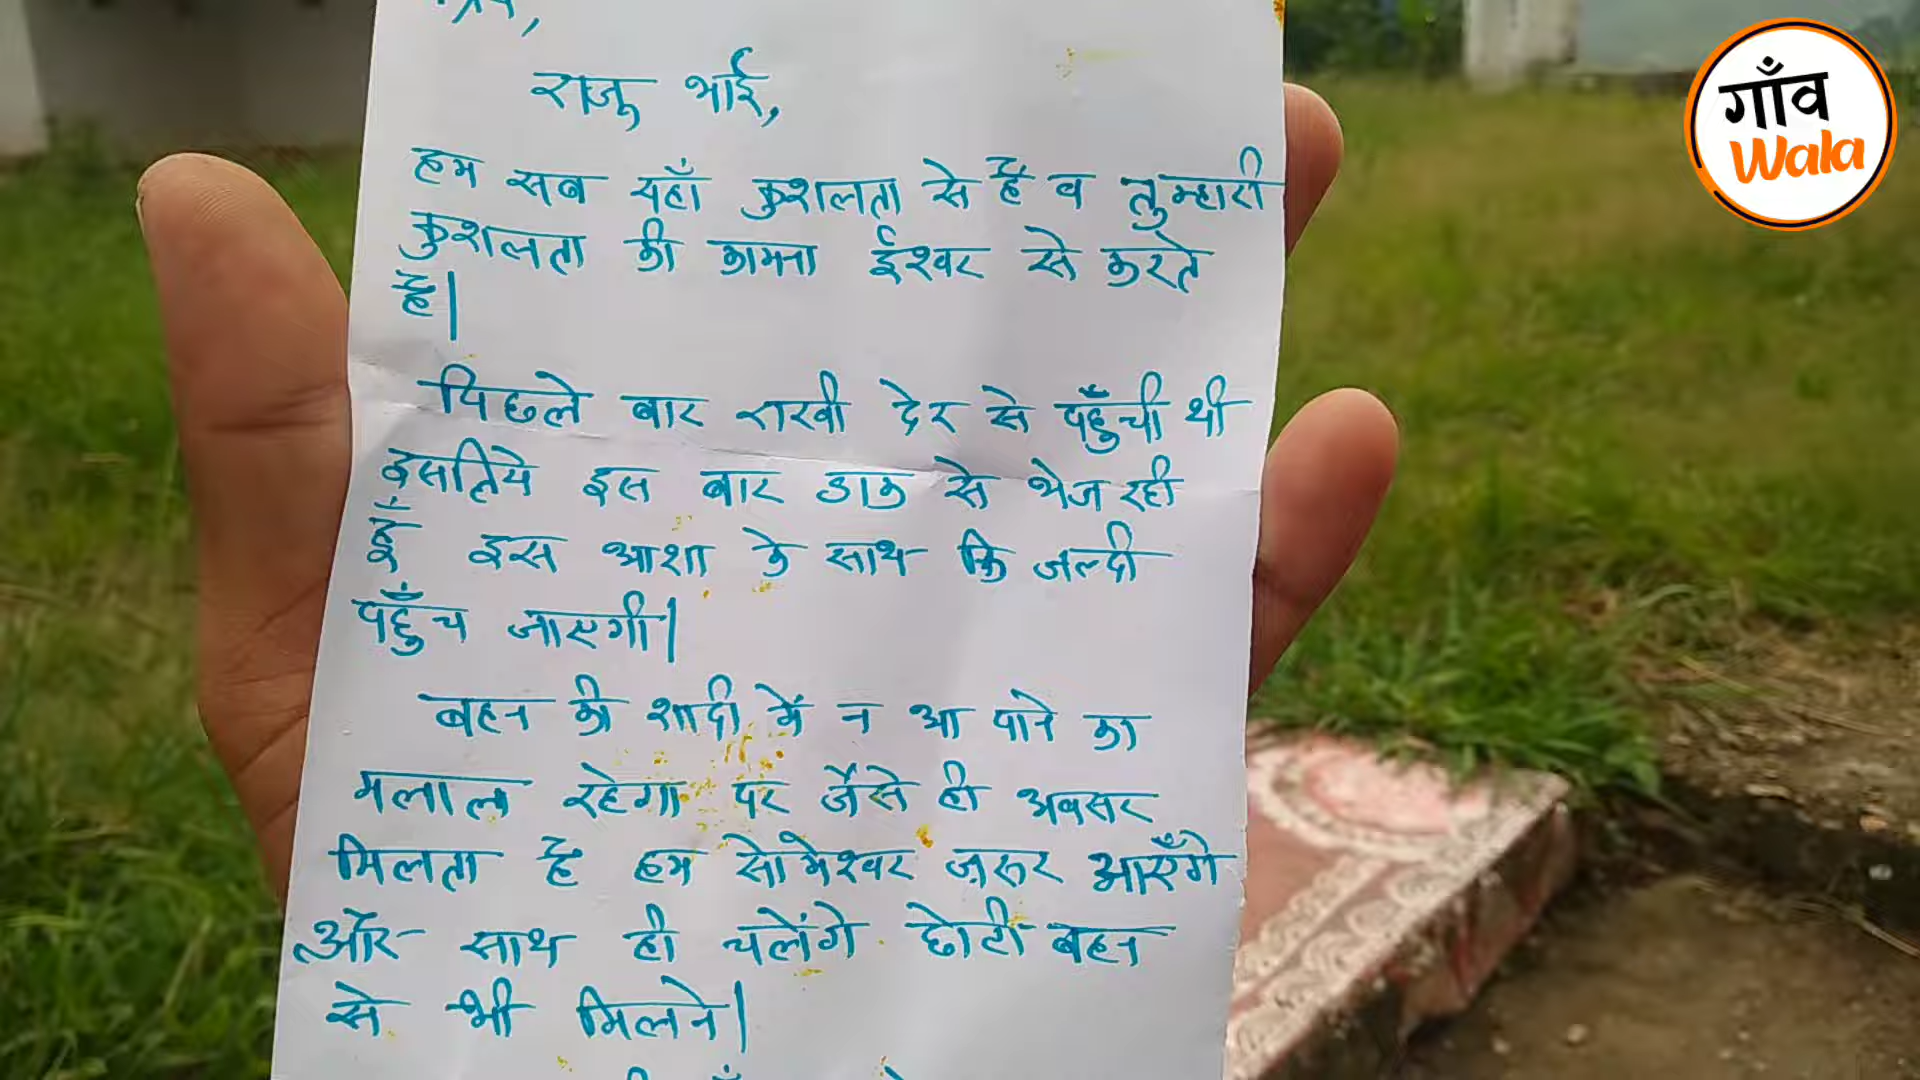 राजू भाई,
हम सब यहाँ कुशलता से हैं व तुम्हारी
कुशलता की कामना ईश्वर से करते
हैं।
पिछले बार राखी देर से पहुँची थी
इसलिये इस बार डाक से भेज रही
हूँ इस आशा के साथ कि जल्दी
पहुँच जाएगी।
बहन की शादी में न आ पाने का
मलाल रहेगा पर जैसे ही अवसर
मिलता है हम सोमेश्वर ज़रूर आएँगे
और साथ ही चलेंगे छोटी बहन
से भी मिलने।
गाँव
Wala